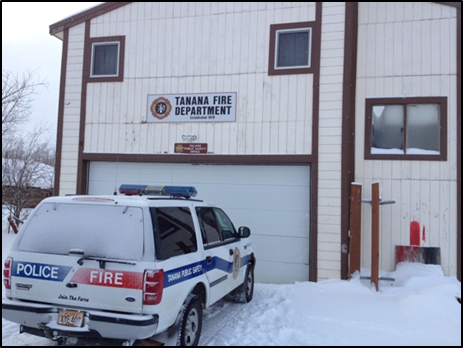 TANANA FIRE
DEPARTMENT
POLICE
FIRE
Join The Force
TANANA PUBLIC SAFETY